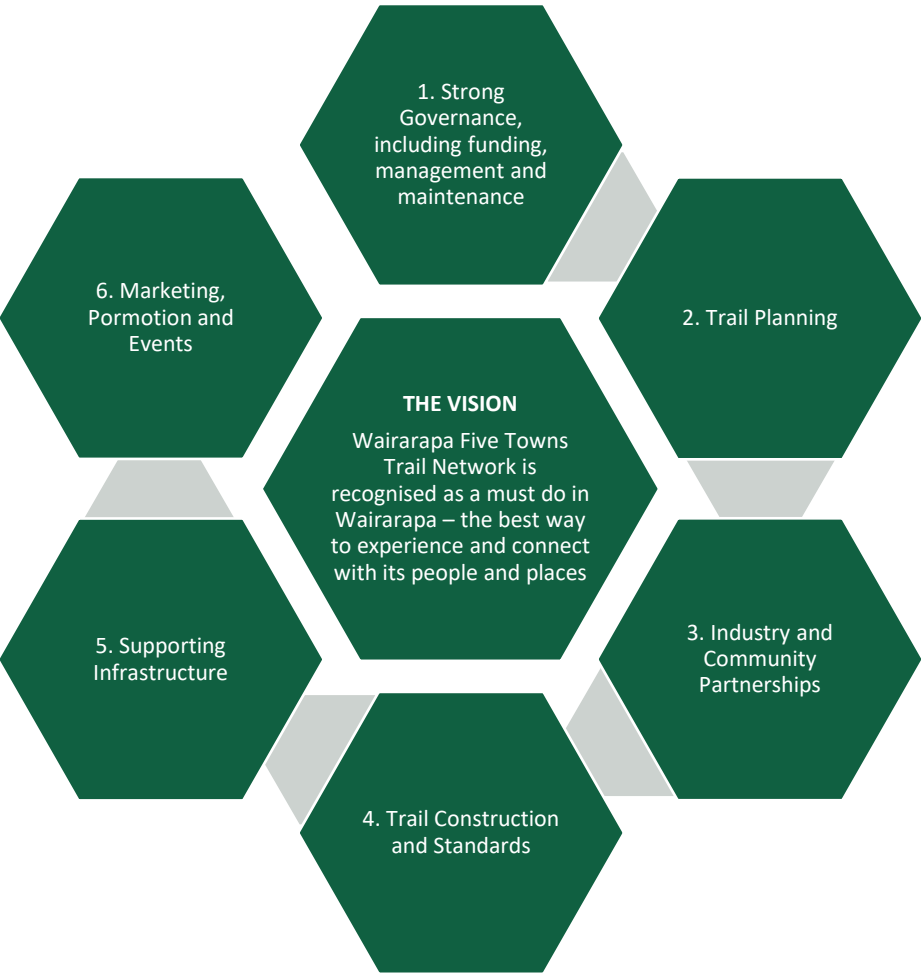 1. Strong
Governance,
including funding,
management and
maintenance
2. Trail Planning
3. Industry and
Community
Partnerships
4. Trail Construction
and Standards
5. Supporting
Infrastructure
6. Marketing,
Pormotion and
Events
THE VISION
Wairarapa Five Towns
Trail Network is
recognised as a must do in
Wairarapa – the best way
to experience and connect
with its people and places